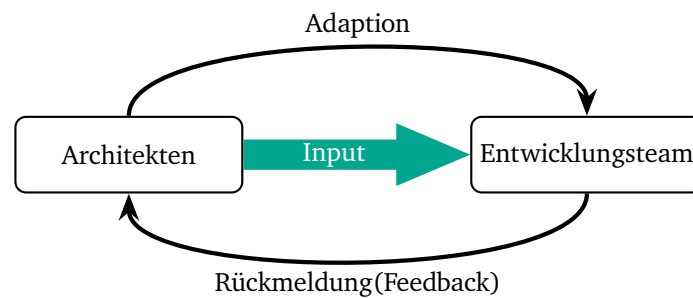 Adaption
Architekten
Input
Entwicklungsteam
Rückmeldung(Feedback)